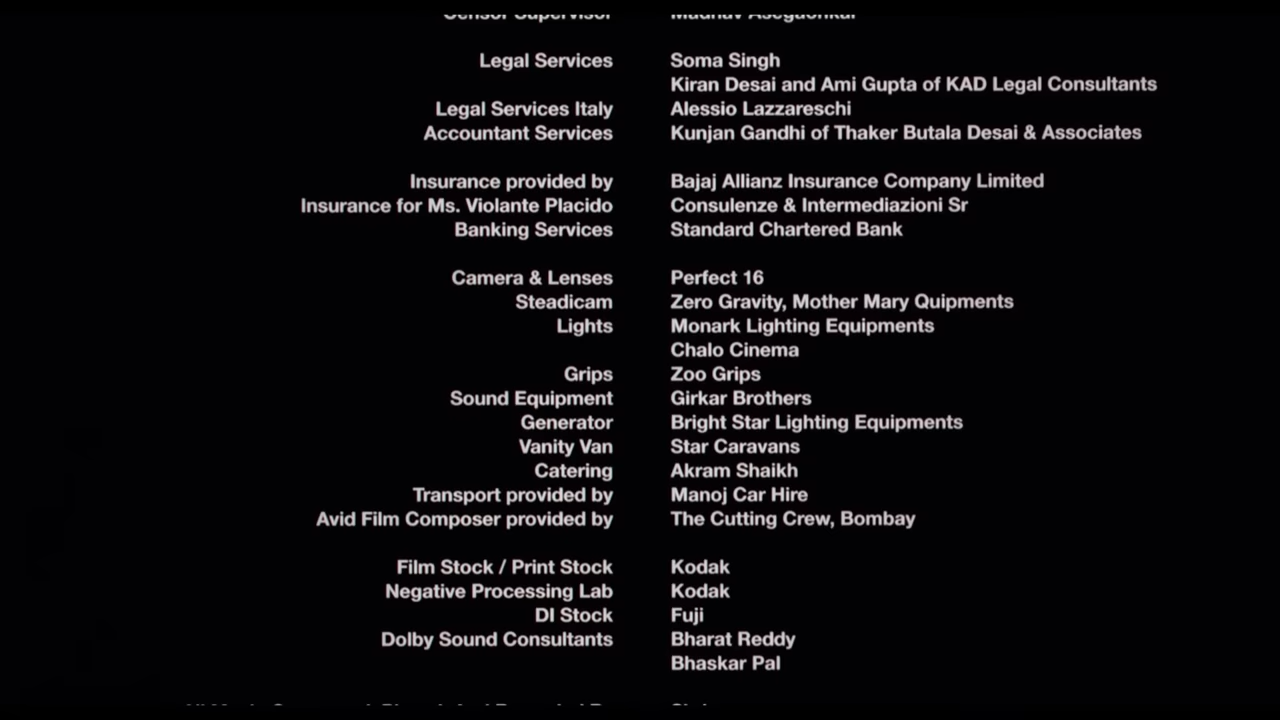 Censor Supervisor Madhav Asegaonkar
Legal Services Soma Singh
Kiran Desai and Ami Gupta of KAD Legal Consultants
Legal Services Italy Alessio Lazzareschi
Accountant Services Kunjan Gandhi of Thaker Butala Desai & Associates
Insurance provided by Bajaj Allianz Insurance Company Limited
Insurance for Ms. Violante Placido Consulenze & Intermediazioni Sr
Banking Services Standard Chartered Bank
Camera & Lenses Perfect 16
Steadicam Zero Gravity, Mother Mary Quipments
Lights Monark Lighting Equipments
Chalo Cinema
Grips Zoo Grips
Sound Equipment Girkar Brothers
Generator Bright Star Lighting Equipments
Vanity Van Star Caravans
Catering Akram Shaikh
Transport provided by Manoj Car Hire
Avid Film Composer provided by The Cutting Crew, Bombay
Film Stock / Print Stock Kodak
Negative Processing Lab Kodak
DI Stock Fuji
Dolby Sound Consultants Bharat Reddy
Bhaskar Pal